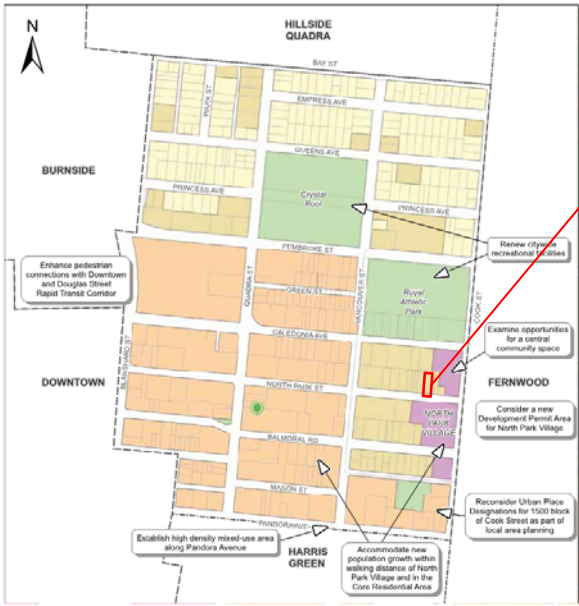 HILLSIDE
QUADRA
N
BAY ST
WARK ST
EMPRESS AVE
QUEENS AVE
BURNSIDE
Crystal
Pool
PRINCESS AVE
PRINCESS AVE
PEMBROKE ST
Renew citywide
recreational facilities
Enhance pedestrian
connections with Downtown
and Douglas Street
Rapid Transit Corridor
QUADRA ST
GREEN ST
VANCOUVER ST
Royal
Athletic
Park
COOK ST
CALEDONIA AVE
Examine opportunities
for a central
community space
BLANSHARD ST
DOWNTOWN
NORTH PARK ST
FERNWOOD
NORTH
PARK
VILLAGE
Consider a new
Development Permit Area
for North Park Village
BALMORAL RD
MASON ST
Reconsider Urban Place
Designations for 1500 block
of Cook Street as part of
local area planning
PANDORA AVE
Establish high density mixed-use area
along Pandora Avenue
HARRIS
GREEN
Accommodate new
population growth within
walking distance of North
Park Village and in the
Core Residential Area